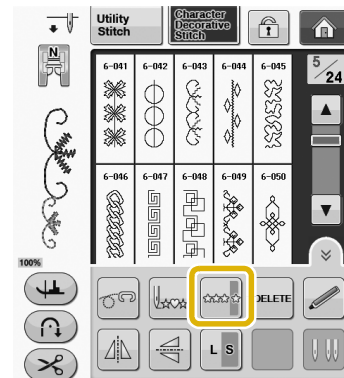 Utility
Stitch
Character
Decorative
Stitch
N
6-041 6-042 6-043 6-044 6-045
5/24
6-046 6-047 6-048 6-049 6-050
100%
DELETE
L S